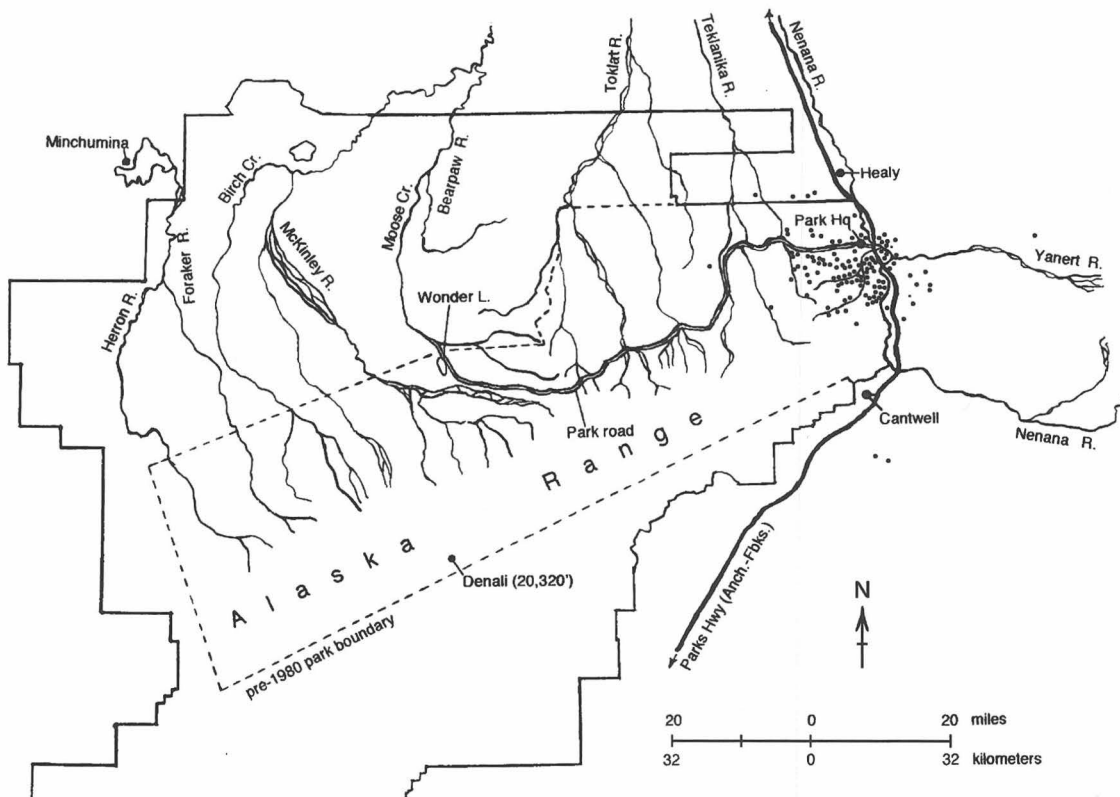 Toklat R.
Teklanika R.
Nenana R.
Minchumina
Birch Cr.
Bearpaw R.
Healy
Moose Cr.
Park Hq
McKinley R.
Foraker R.
Yanert R.
Herron R.
Wonder L.
Park road
Cantwell
Nenana R.
Alaska Range
Denali (20,320')
pre-1980 park boundary
Parks Hwy (Anch.-Fbks.)
N
20 0 20 miles
32 0 32 kilometers